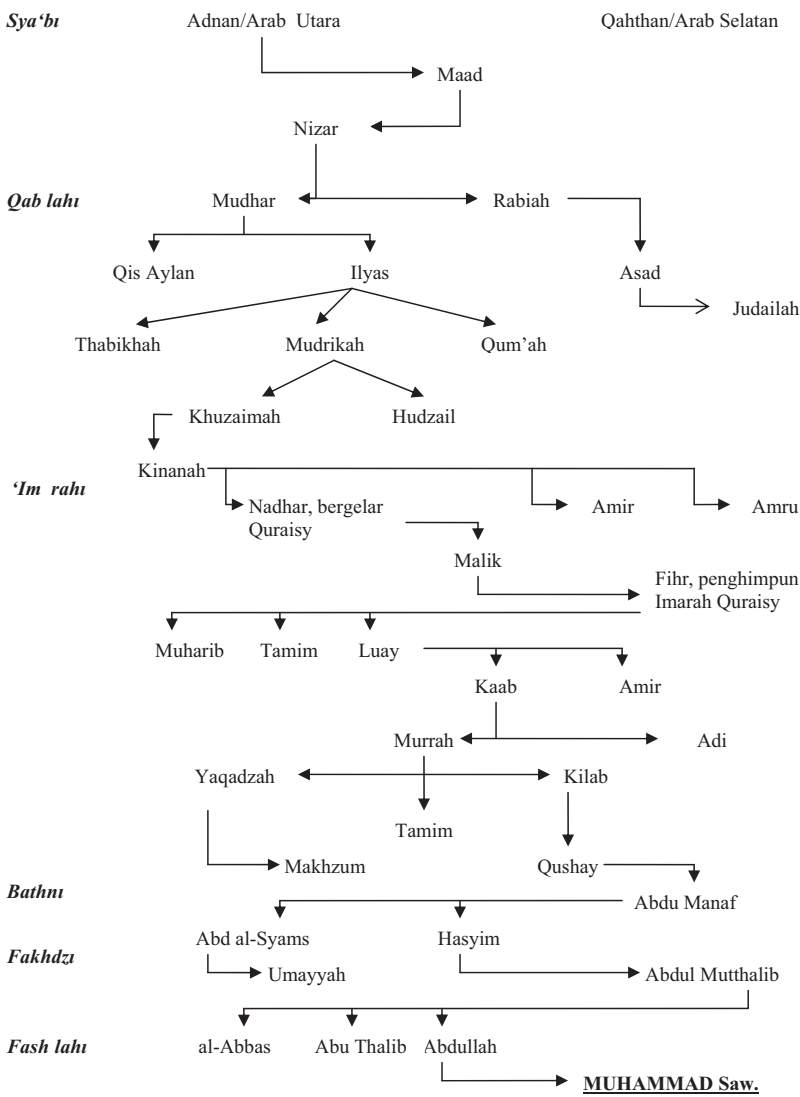 Sya‘bı Adnan/Arab Utara Qahthan/Arab Selatan
Maad
Nizar
Qab lahı Mudhar Rabiah
Qis Aylan Ilyas Asad
Judailah
Thabikhah Mudrikah Qum’ah
Khuzaimah Hudzail
Kinanah
‘Im rahı
Nadhar, bergelar Amir Amru
Quraisy
Malik
Fihr, penghimpun
Imarah Quraisy
Muharib Tamim Luay
Kaab Amir
Murrah Adi
Yaqadzah Kilab
Tamim
Makhzum Qushay
Bathnı
Abdu Manaf
Abd al-Syams Hasyim
Fakhdzı
Umayyah Abdul Mutthalib
Fash lahı al-Abbas Abu Thalib Abdullah
MUHAMMAD Saw.